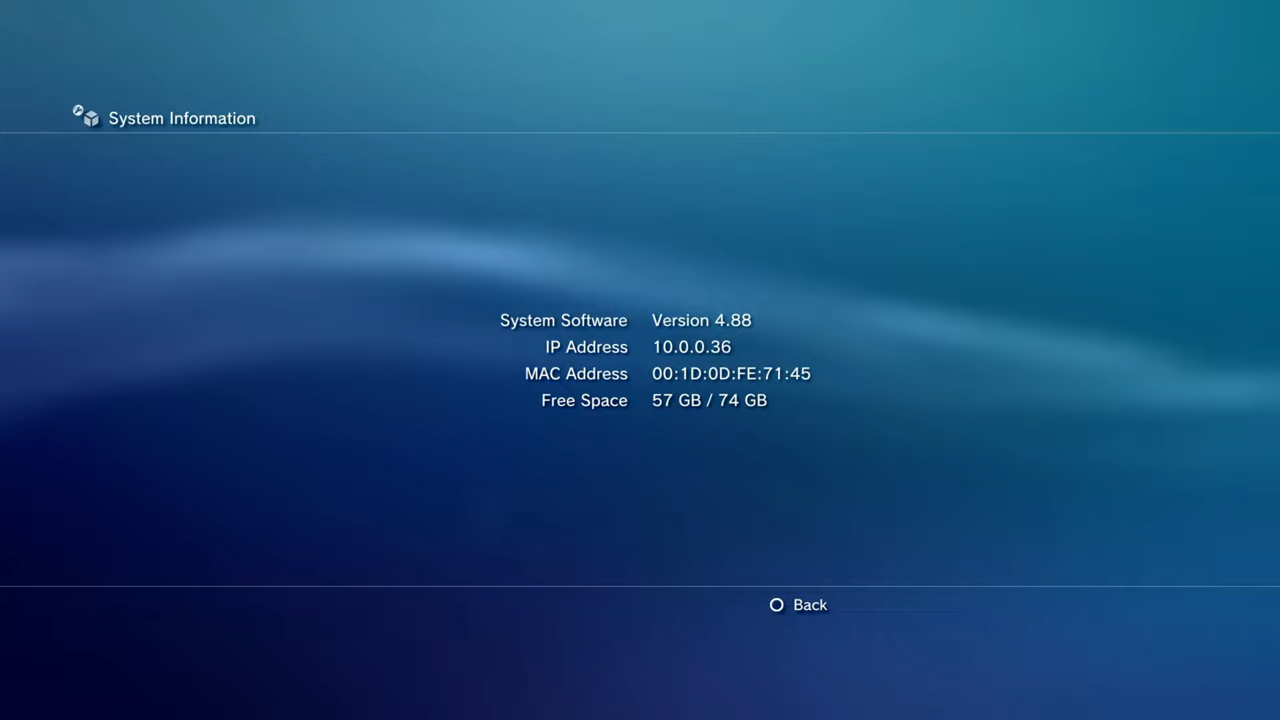 System Information
System Software Version 4.88
IP Address 10.0.0.36
MAC Address 00:1D:0D:FE:71:45
Free Space 57 GB / 74 GB
Back